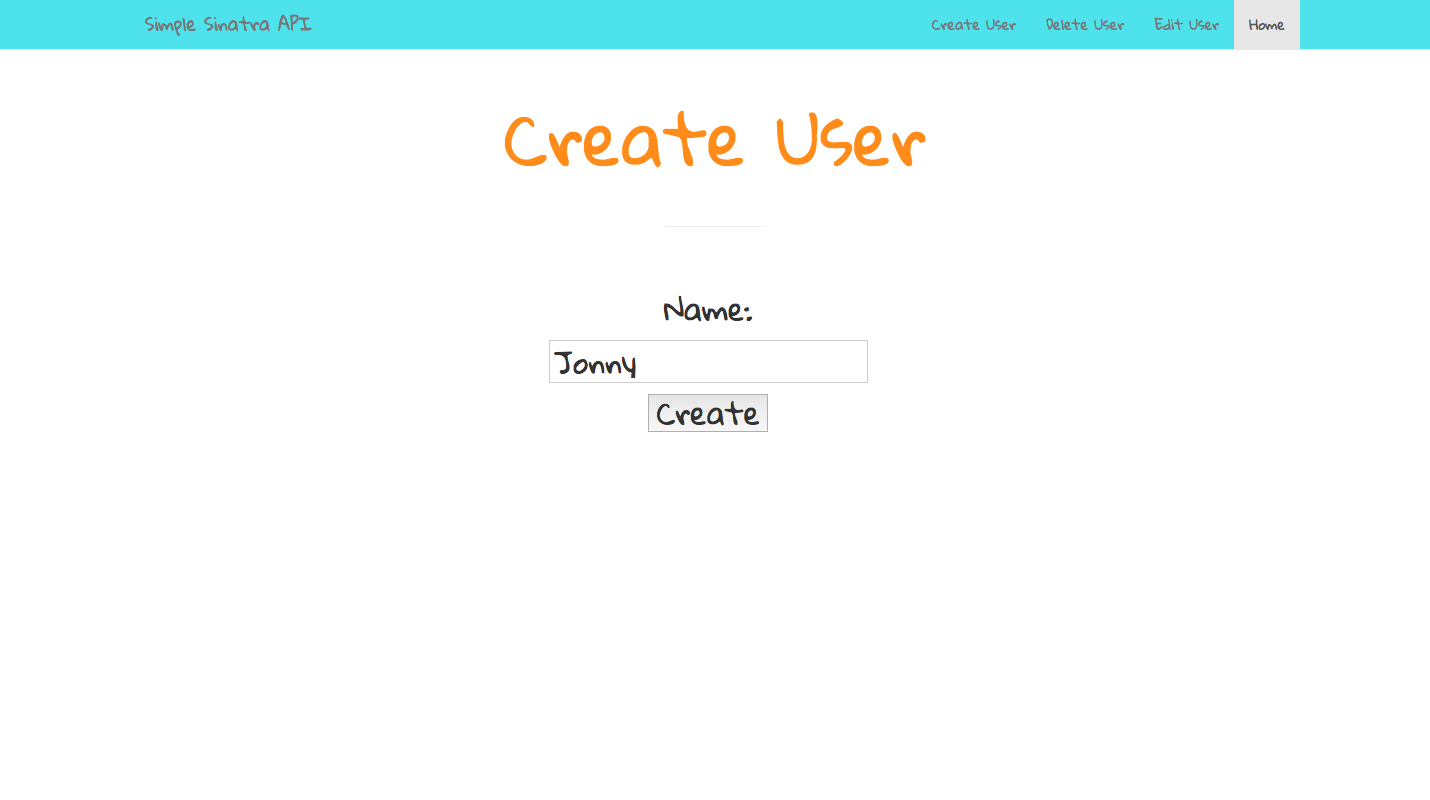 Simple Sinatra API
Create User Delete User Edit User Home
Create User
Name:
Jonny
Create